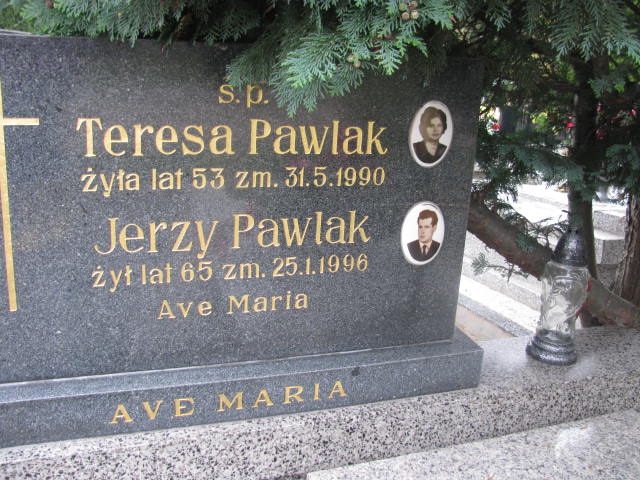 s.p.
Teresa Pawlak
żyła lat 53 zm. 31.5.1990
Jerzy Pawlak
żył lat 65 zm. 25.1.1996
Ave Maria
AVE MARIA